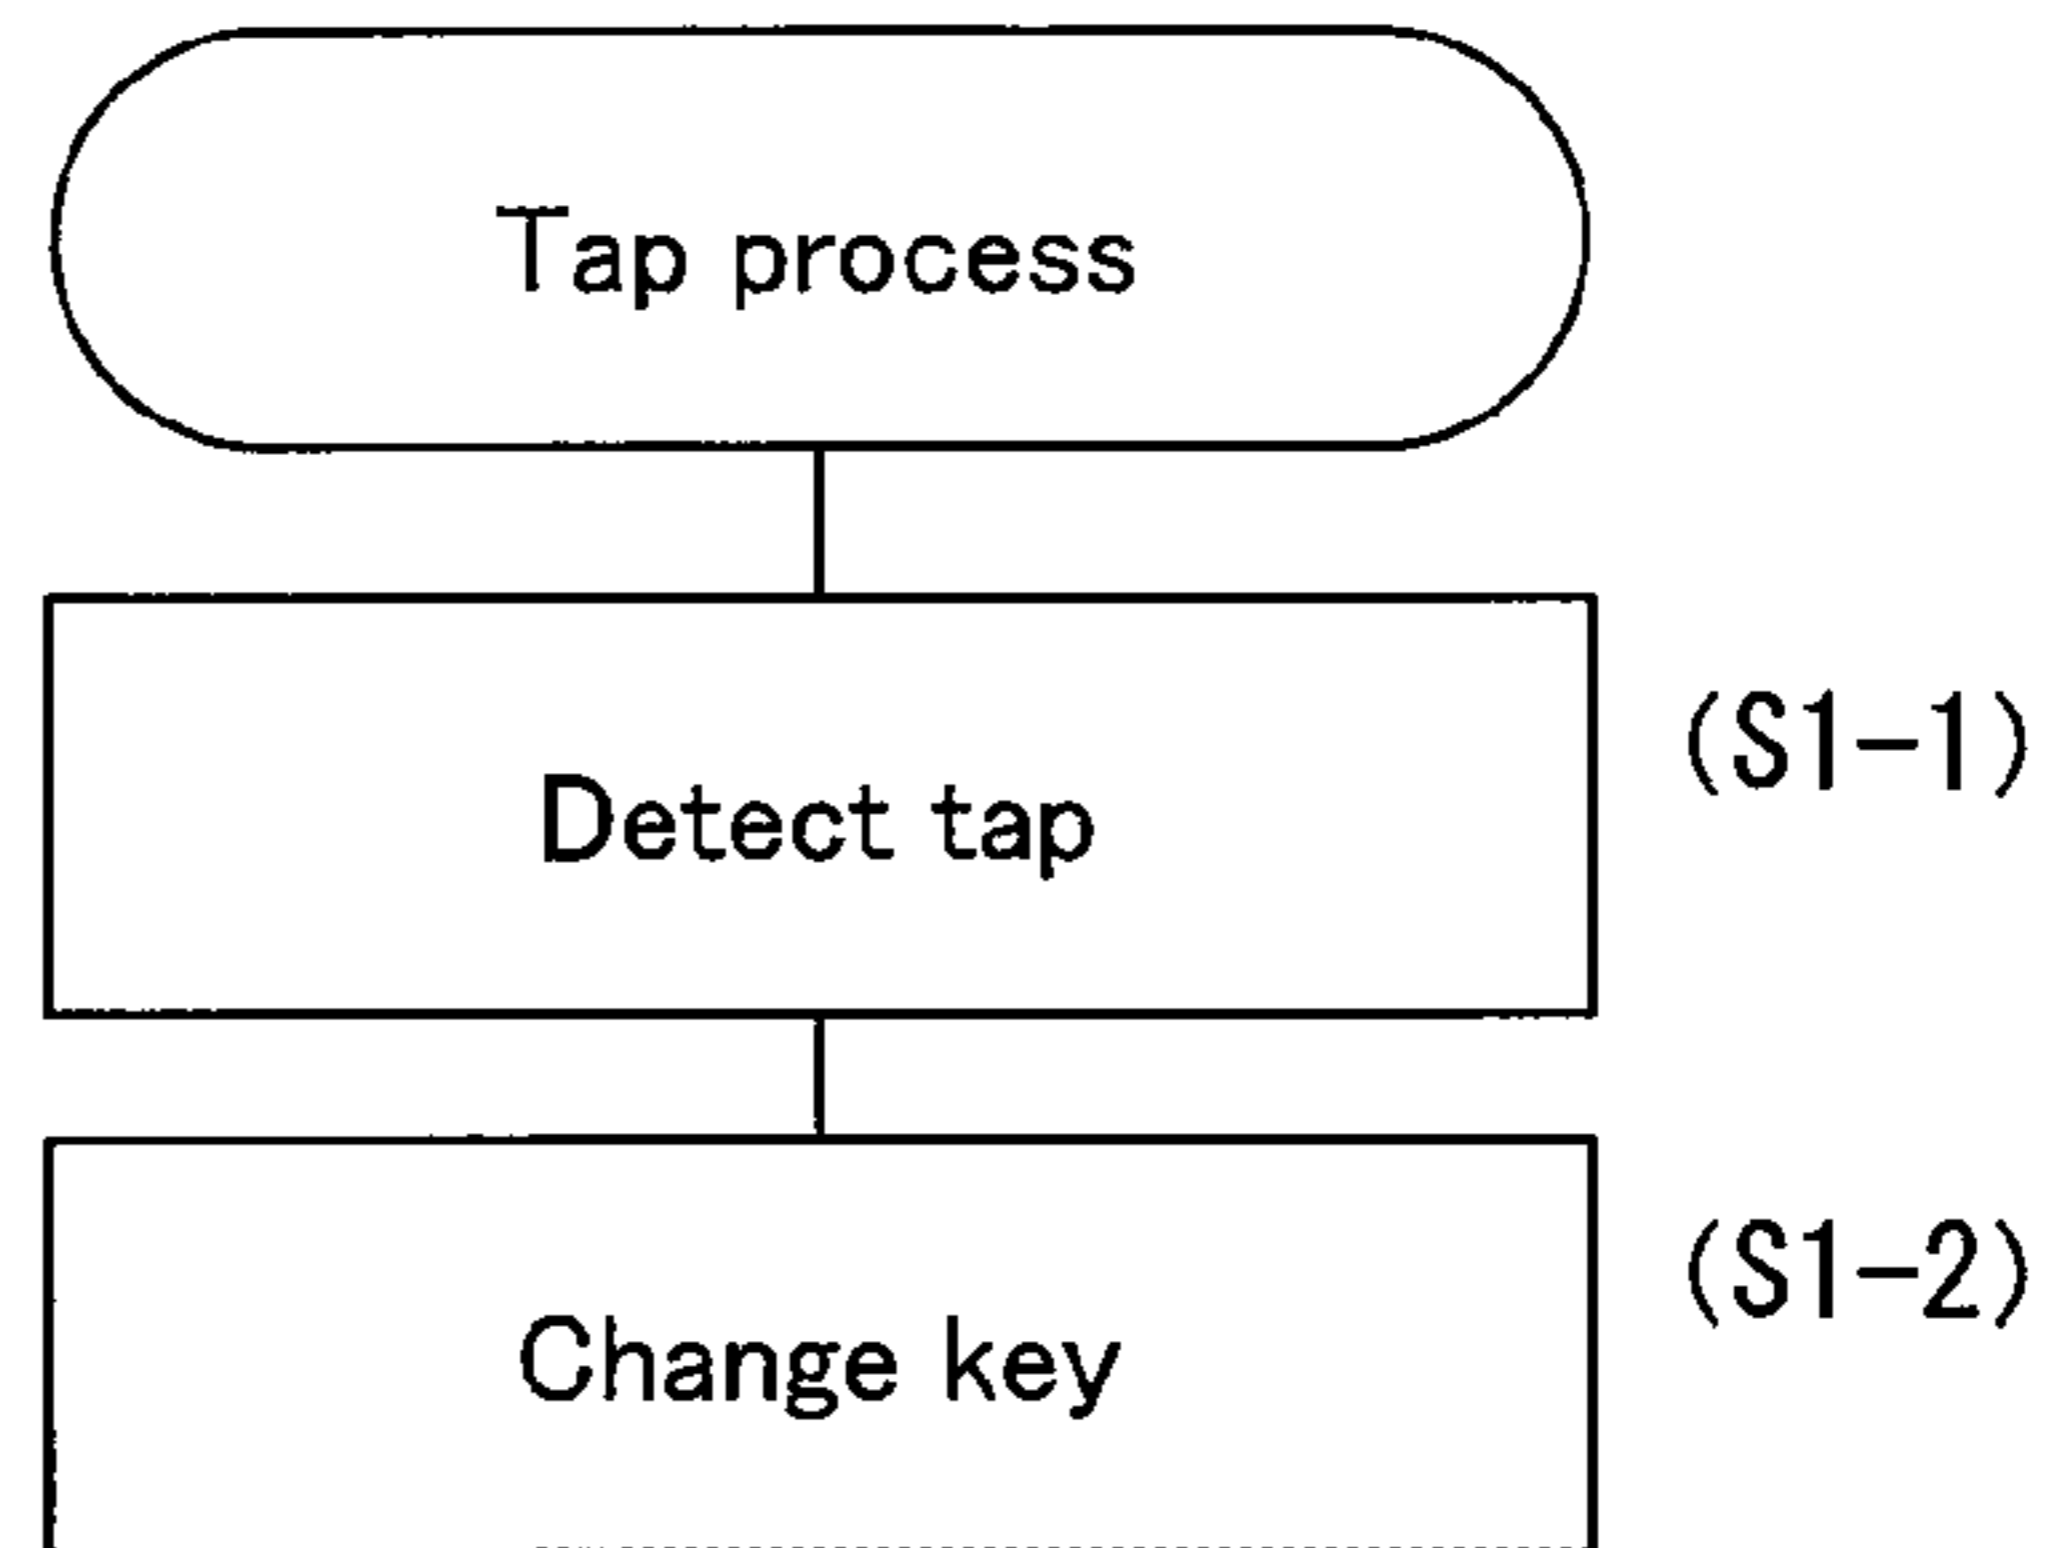 Tap process
Detect tap
(S1-1)
Change key
(S1-2)